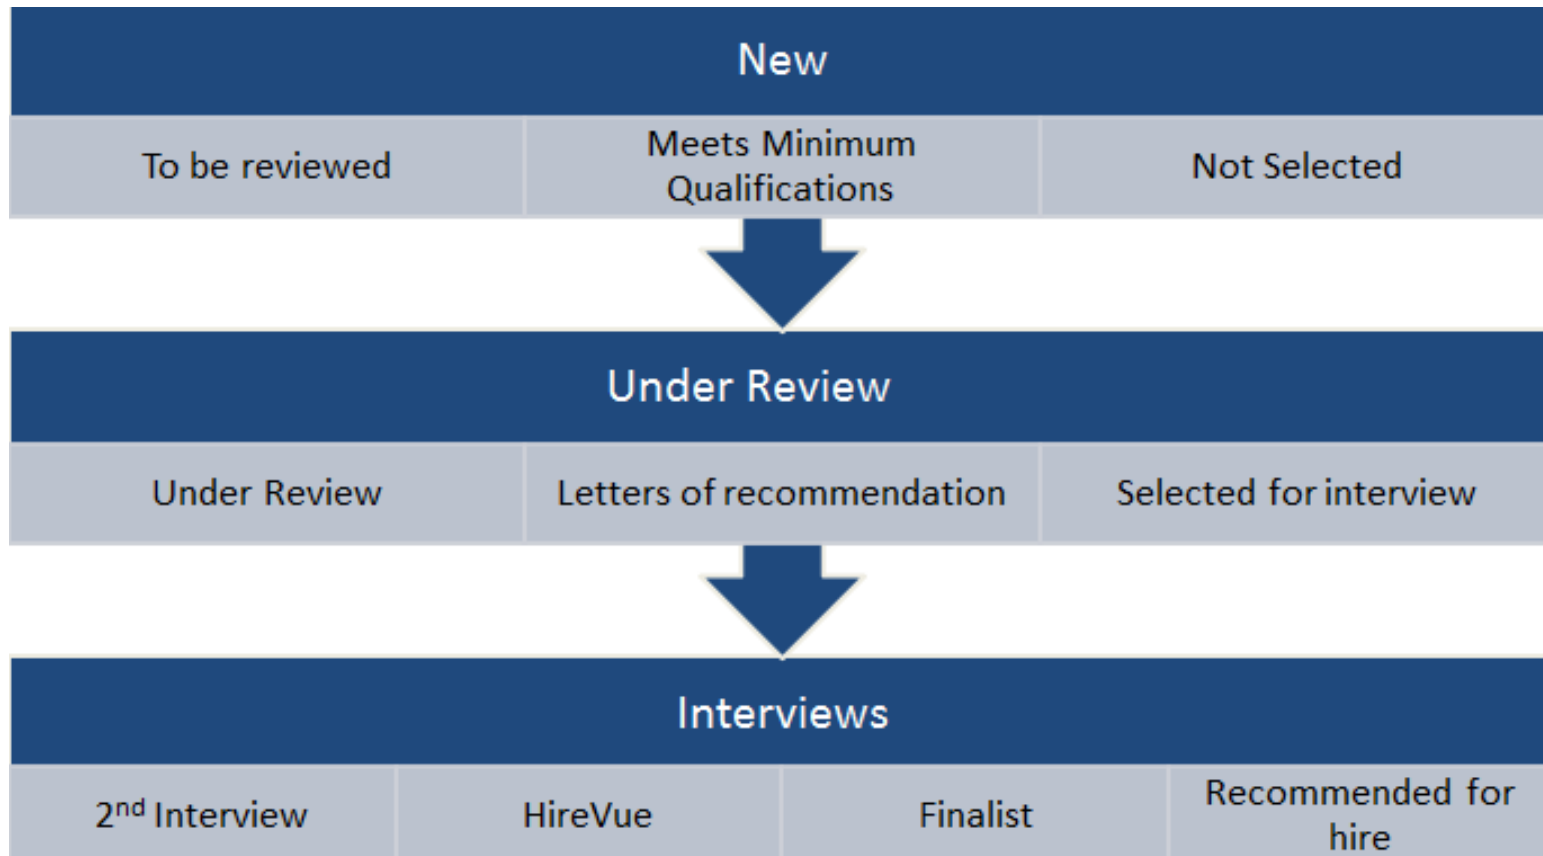 New
To be reviewed
Meets Minimum
Qualifications
Not Selected
Under Review
Under Review
Letters of recommendation
Selected for interview
Interviews
2nd Interview
HireVue
Finalist
Recommended for
hire